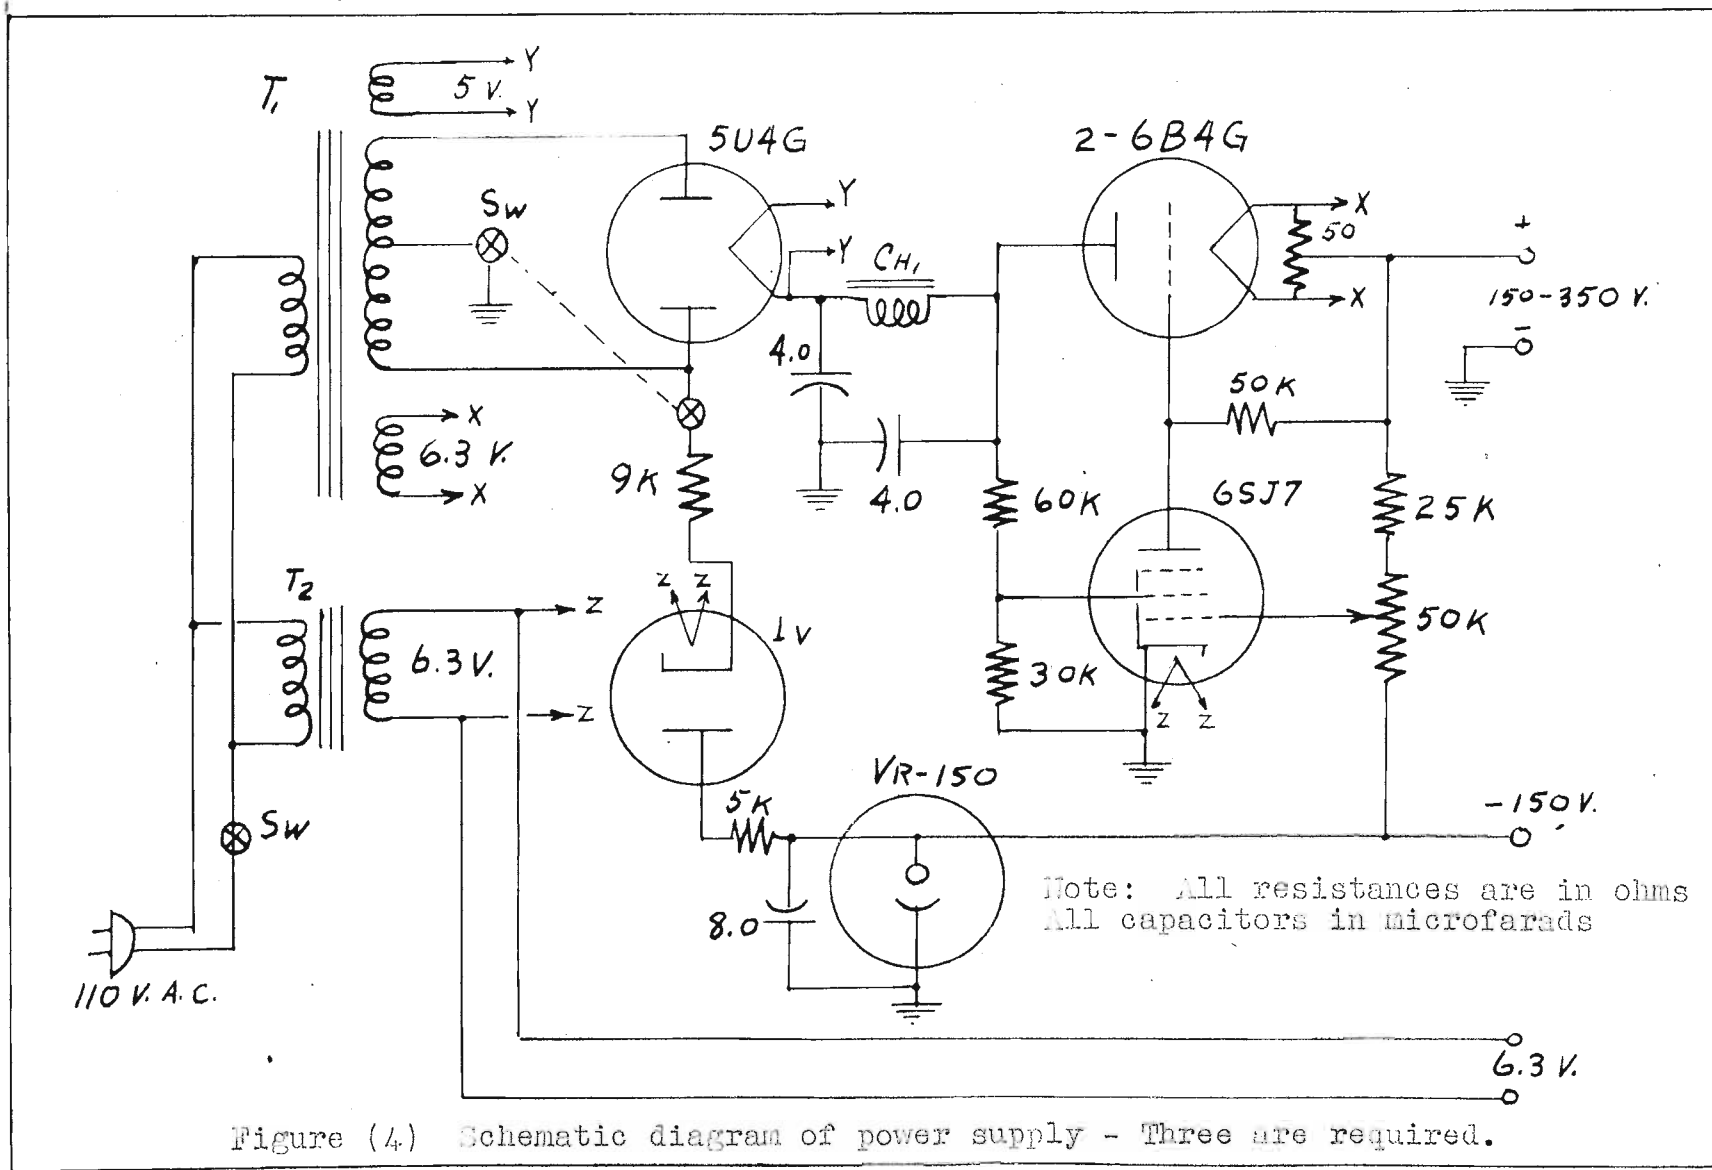 T1
5 V.
Y
Y
5U4G
2-6B4G
Sw
Y
Y
CH1
X
50
X
+
150-350 V.
-
4.0
50K
X
6.3 V.
X
9K
4.0
60K
6SJ7
25K
T2
Z
6.3V.
Z
Z Z
1V
30K
50K
Z Z
VR-150
5K
-150V.
Sw
8.0
Note: All resistances are in ohms
All capacitors in microfarads
110 V. A.C.
6.3 V.
Figure (4) Schematic diagram of power supply - Three are required.